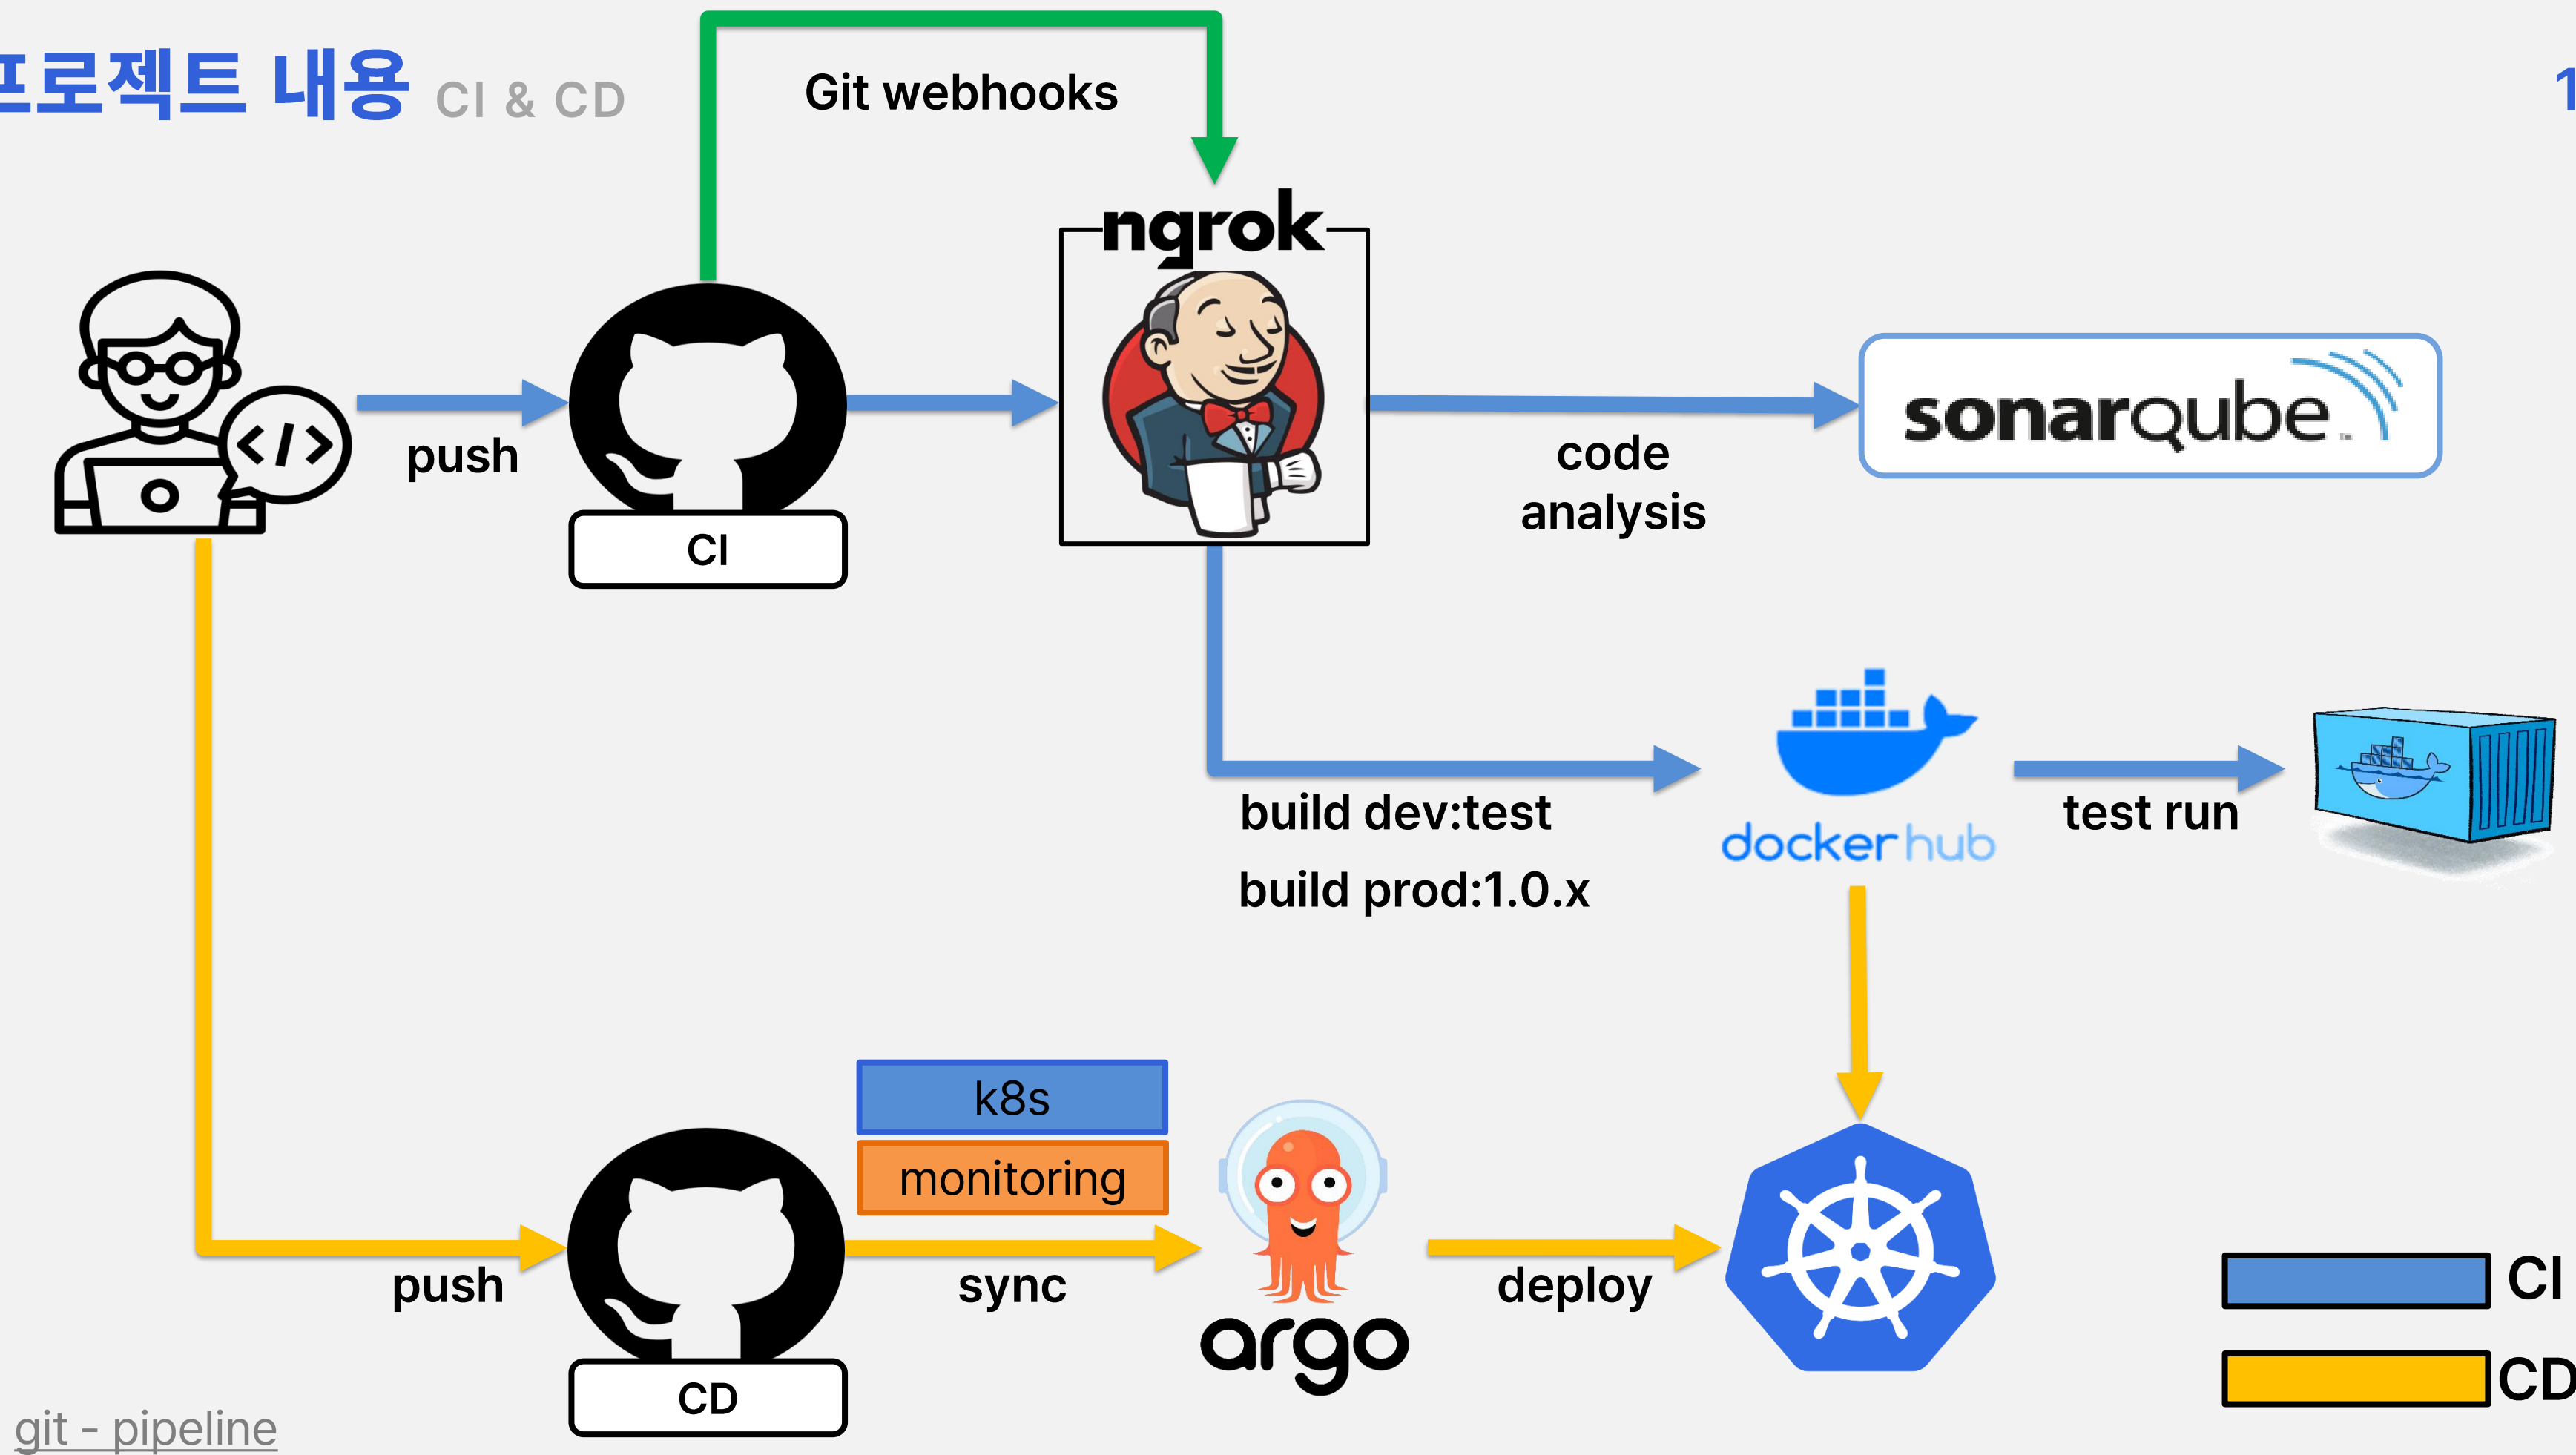 프로젝트 내용 CI & CD
1
Git webhooks
ngrok
push
CI
code
analysis
sonarqube
build dev:test
build prod:1.0.x
docker hub
test run
k8s
monitoring
push
sync
deploy
argo
CD
CI
CD
git - pipeline